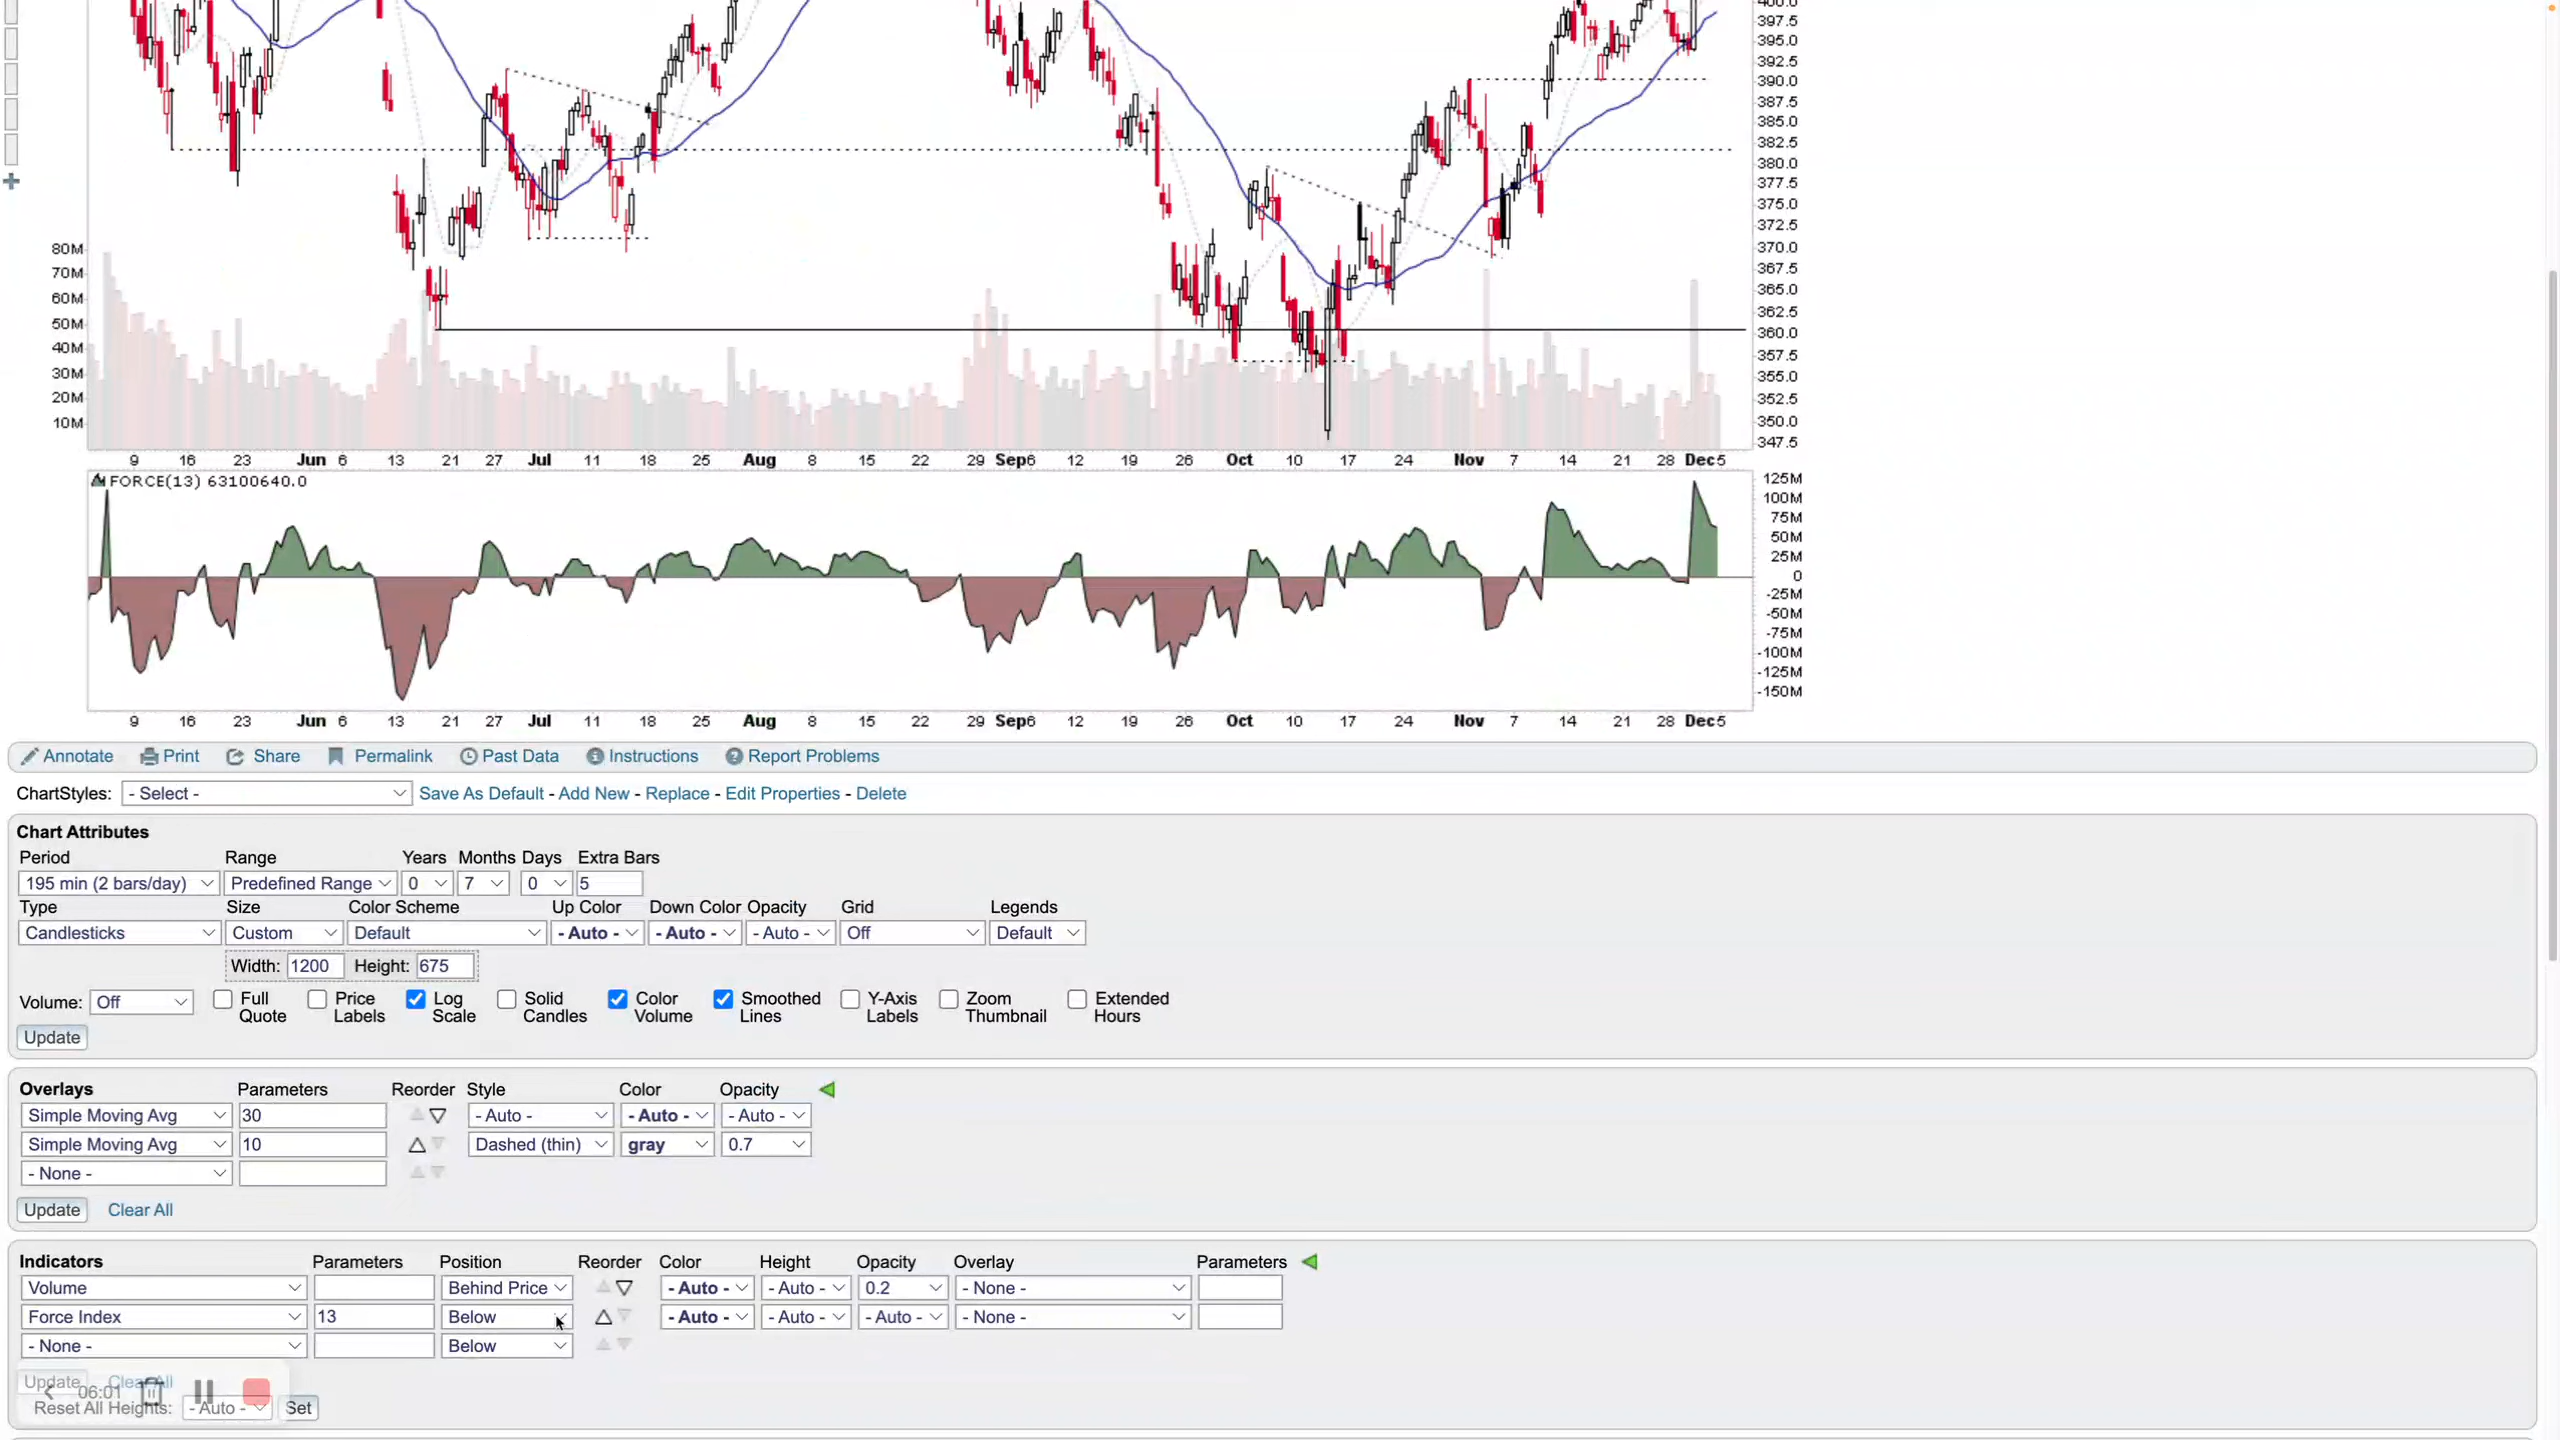 400.0
397.5
395.0
392.5
390.0
387.5
385.0
382.5
380.0
377.5
375.0
372.5
370.0
367.5
365.0
362.5
360.0
357.5
355.0
352.5
350.0
347.5
80M
70M
60M
50M
40M
30M
20M
10M
9 16 23 Jun 6 13 21 27 Jul 11 18 25 Aug 8 15 22 29 Sep6 12 19 26 Oct 10 17 24 Nov 7 14 21 28 Dec5
FORCE(13) 63100640.0
125M
100M
75M
50M
25M
0
-25M
-50M
-75M
-100M
-125M
-150M
9 16 23 Jun 6 13 21 27 Jul 11 18 25 Aug 8 15 22 29 Sep6 12 19 26 Oct 10 17 24 Nov 7 14 21 28 Dec5
Annotate Print Share Permalink Past Data Instructions Report Problems
ChartStyles: - Select - Save As Default - Add New - Replace - Edit Properties - Delete
Chart Attributes
Period Range Years Months Days Extra Bars
195 min (2 bars/day) Predefined Range 0 7 0 5
Type Size Color Scheme Up Color Down Color Opacity Grid Legends
Candlesticks Custom Default - Auto - - Auto - - Auto - Off Default
Width: 1200 Height: 675
Volume: Off Full Quote Price Labels Log Scale Solid Candles Color Volume Smoothed Lines Y-Axis Labels Zoom Thumbnail Extended Hours
Update
Overlays Parameters Reorder Style Color Opacity
Simple Moving Avg 30 - Auto - - Auto - - Auto -
Simple Moving Avg 10 Dashed (thin) gray 0.7
- None -
Update Clear All
Indicators Parameters Position Reorder Color Height Opacity Overlay Parameters
Volume Behind Price - Auto - - Auto - 0.2 - None -
Force Index 13 Below - Auto - - Auto - - Auto - - None -
- None - Below
Update Clear All
06:01
Reset All Heights: - Auto - Set